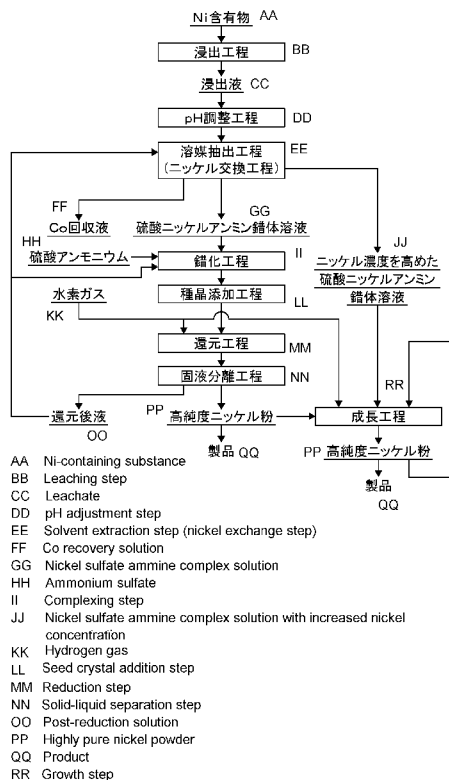 Ni含有物 AA
浸出工程 BB
浸出液 CC
pH調整工程 DD
溶媒抽出工程 EE
(ニッケル交換工程)
FF
Co回収液
GG
硫酸ニッケルアンミン錯体溶液
HH
硫酸アンモニウム
錯化工程 II
JJ
ニッケル濃度を高めた
硫酸ニッケルアンミン
錯体溶液
水素ガス
KK
種晶添加工程 LL
還元工程 MM
固液分離工程 NN
還元後液
OO
PP
高純度ニッケル粉
製品 QQ
RR
成長工程
PP 高純度ニッケル粉
製品
QQ
AA Ni-containing substance
BB Leaching step
CC Leachate
DD pH adjustment step
EE Solvent extraction step (nickel exchange step)
FF Co recovery solution
GG Nickel sulfate ammine complex solution
HH Ammonium sulfate
II Complexing step
JJ Nickel sulfate ammine complex solution with increased nickel
concentration
KK Hydrogen gas
LL Seed crystal addition step
MM Reduction step
NN Solid-liquid separation step
OO Post-reduction solution
PP Highly pure nickel powder
QQ Product
RR Growth step